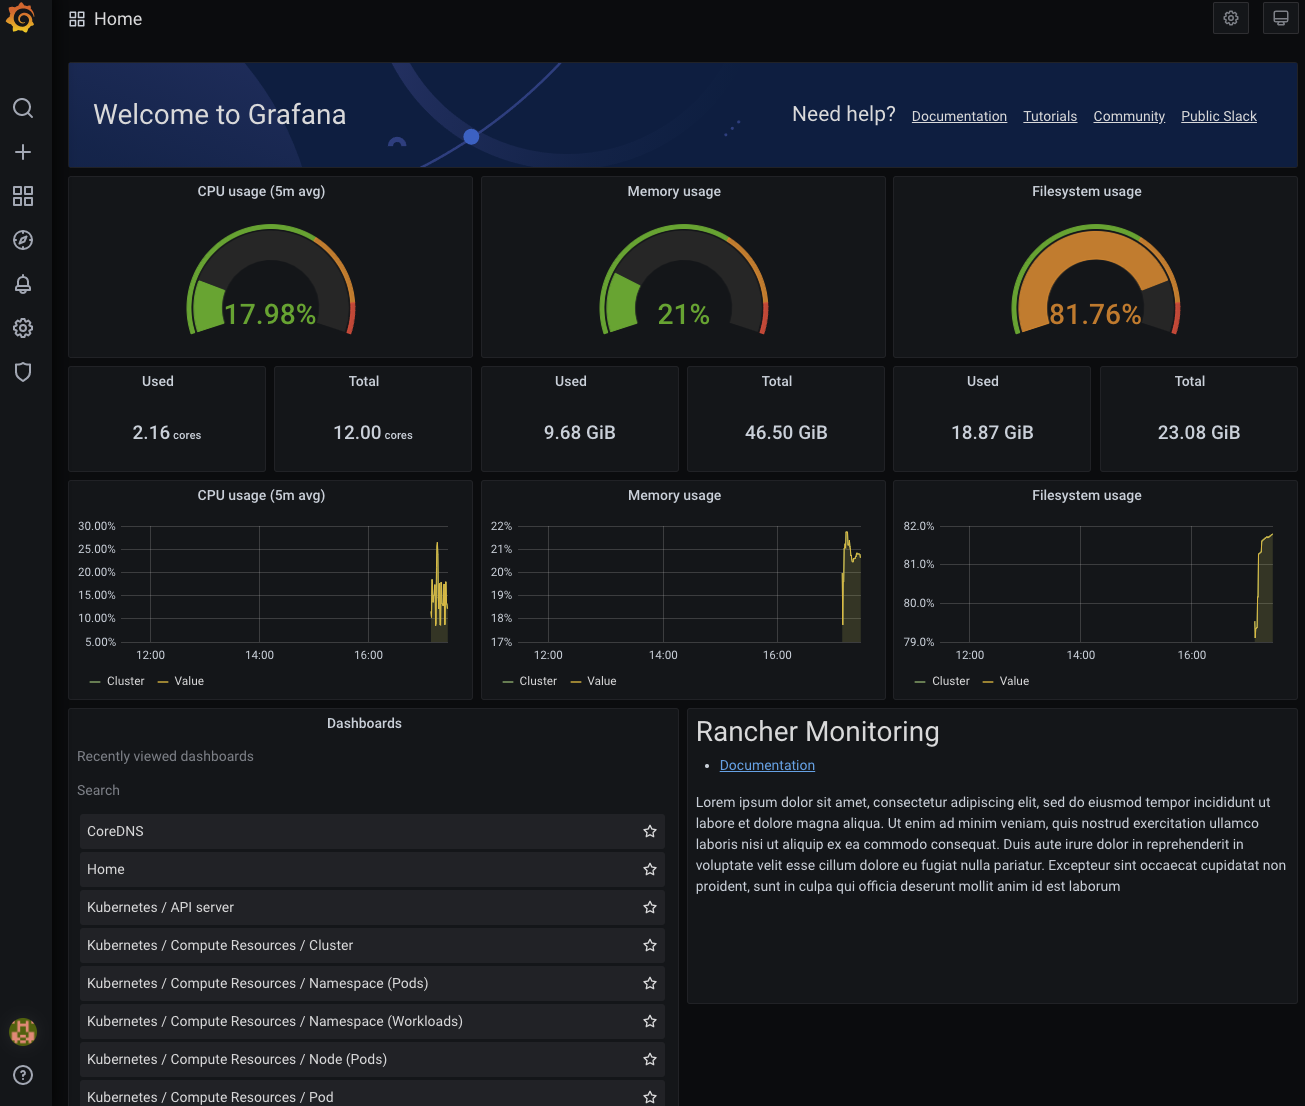 Home
Welcome to Grafana
Need help? Documentation Tutorials Community Public Slack
CPU usage (5m avg)
17.98%
Memory usage
21%
Filesystem usage
81.76%
Used
2.16 cores
Total
12.00 cores
Used
9.68 GiB
Total
46.50 GiB
Used
18.87 GiB
Total
23.08 GiB
CPU usage (5m avg)
30.00%
25.00%
20.00%
15.00%
10.00%
5.00%
12:00 14:00 16:00
Cluster Value
Memory usage
22%
21%
20%
19%
18%
17%
12:00 14:00 16:00
Cluster Value
Filesystem usage
82.0%
81.0%
80.0%
79.0%
12:00 14:00 16:00
Cluster Value
Dashboards
Recently viewed dashboards
Search
CoreDNS
Home
Kubernetes / API server
Kubernetes / Compute Resources / Cluster
Kubernetes / Compute Resources / Namespace (Pods)
Kubernetes / Compute Resources / Namespace (Workloads)
Kubernetes / Compute Resources / Node (Pods)
Kubernetes / Compute Resources / Pod
Rancher Monitoring
• Documentation
Lorem ipsum dolor sit amet, consectetur adipiscing elit, sed do eiusmod tempor incididunt ut
labore et dolore magna aliqua. Ut enim ad minim veniam, quis nostrud exercitation ullamco
laboris nisi ut aliquip ex ea commodo consequat. Duis aute irure dolor in reprehenderit in
voluptate velit esse cillum dolore eu fugiat nulla pariatur. Excepteur sint occaecat cupidatat non
proident, sunt in culpa qui officia deserunt mollit anim id est laborum